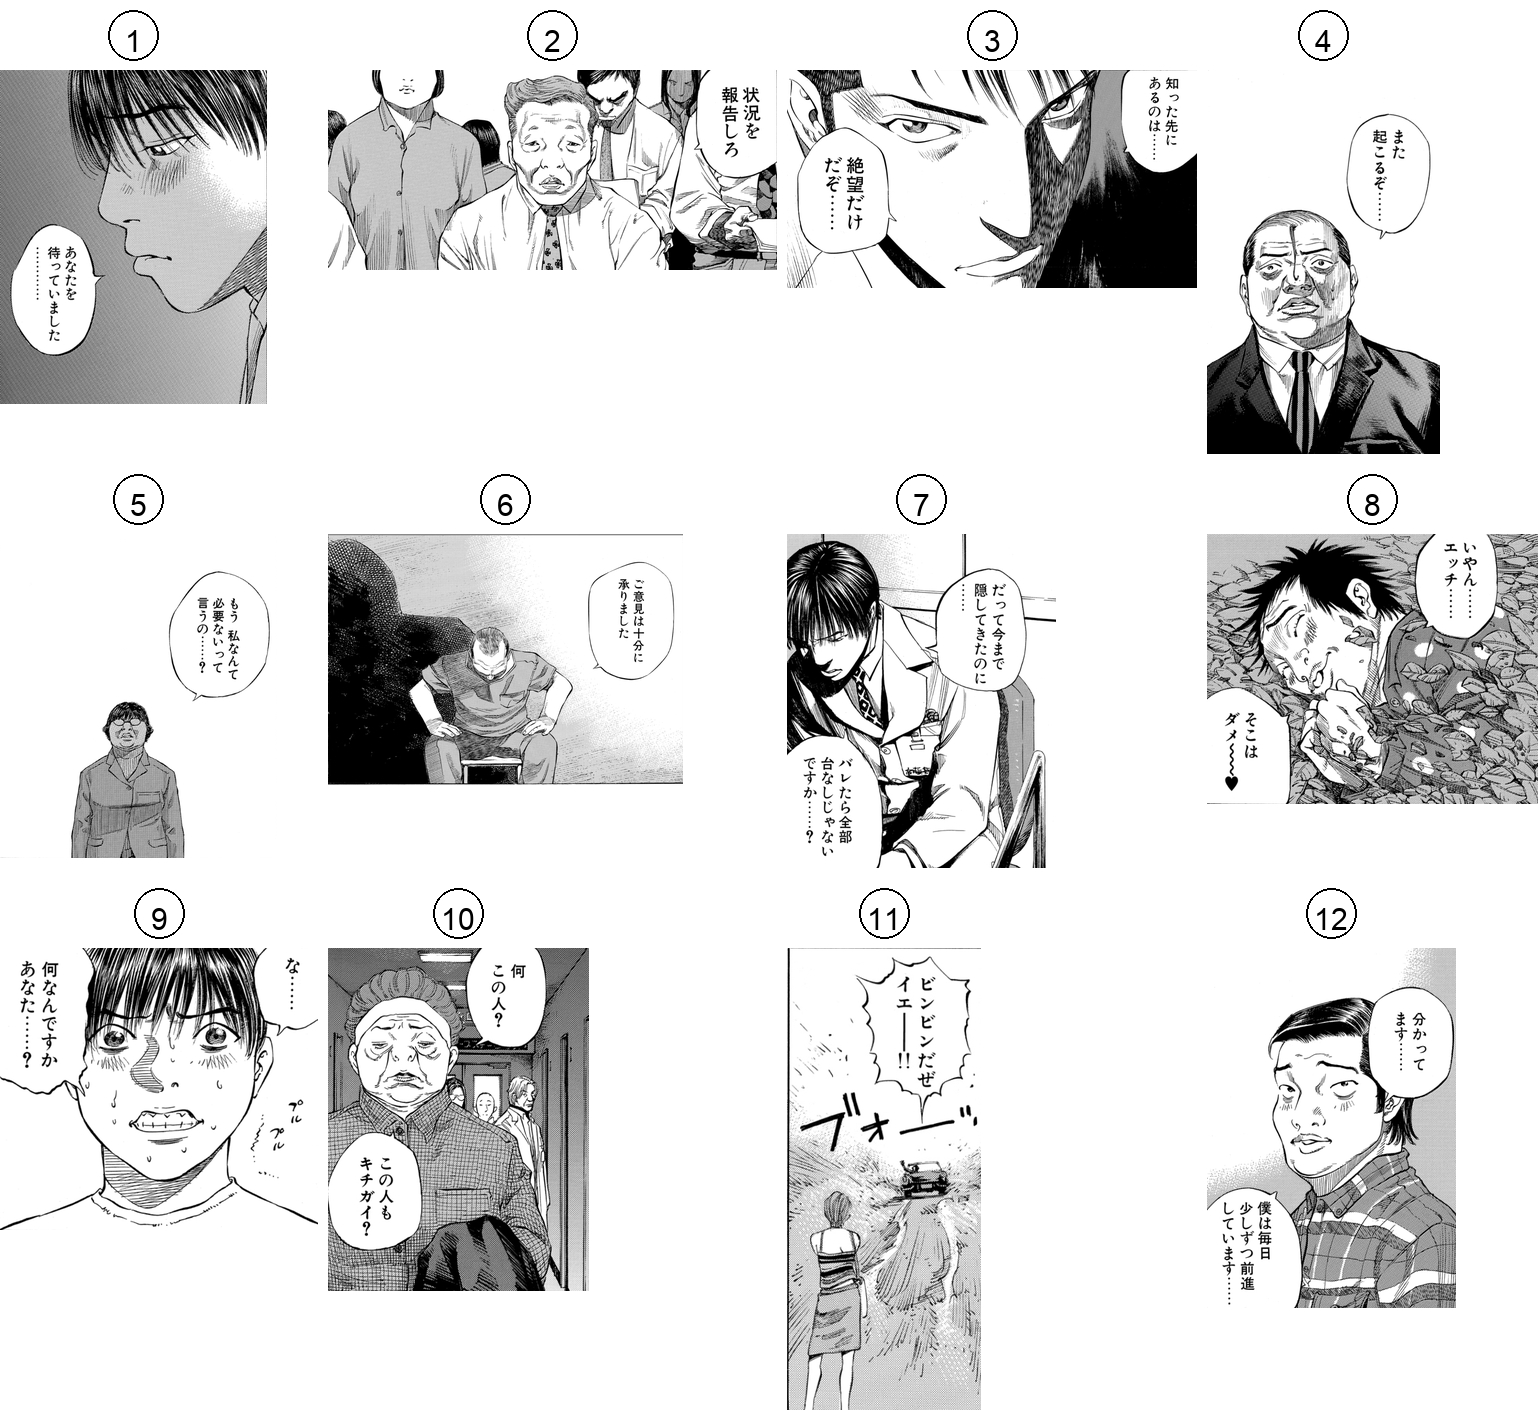 1
あなたを
待っていました
…………
2
状況を
報告しろ
3
知った先に
あるのは……
絶望だけ
だぞ……
4
また
起こるぞ……
5
もう 私なんて
必要ないって
言うの……?
6
ご意見は十分に
承りました
7
だって今まで
隠してきたのに
……
バレたら全部
台なしじゃない
ですか……?
8
いやん……
エッチ……
そこは
ダメ〜〜♥
9
な……
何なんですか
あなた……?
プル
プル
10
何
この人?
この人も
キチガイ?
11
ビンビンだぜ
イエ——!!
ブォーッ
12
分かって
ます……
僕は毎日
少しずつ前進
しています……